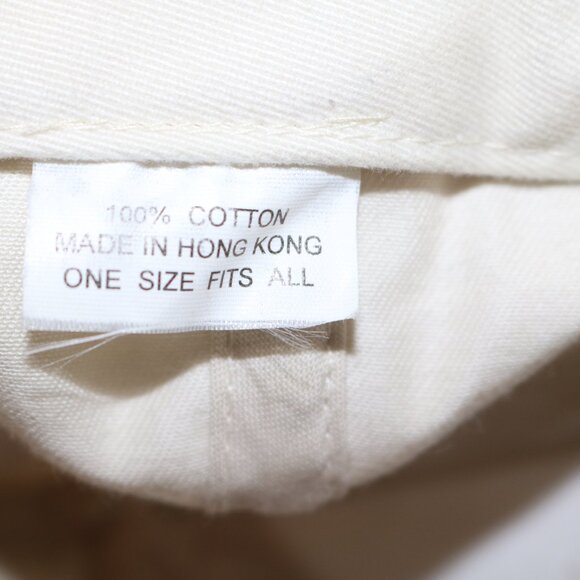 100% COTTON
MADE IN HONG KONG
ONE SIZE FITS ALL